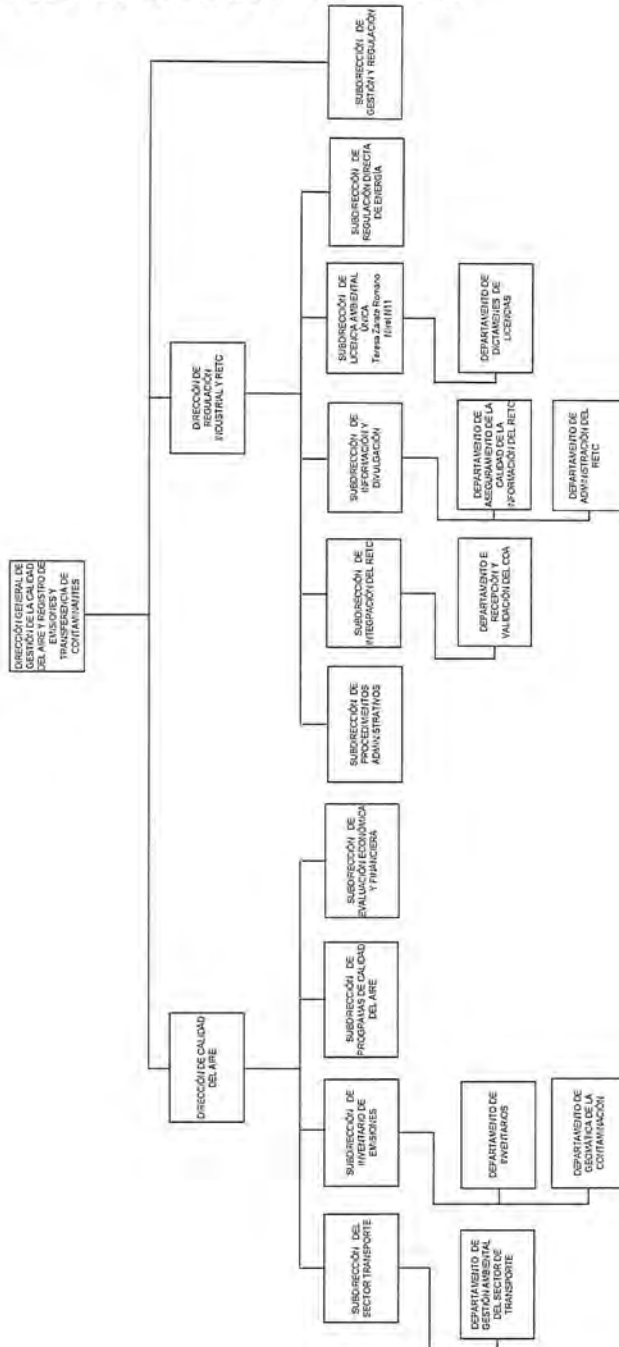 DIRECCIÓN GENERAL DE
GESTIÓN DE LA CALIDAD
DEL AIRE Y REGISTRO DE
EMISIONES Y
TRANSFERENCIA DE
CONTAMINANTES
DIRECCIÓN DE CALIDAD
DEL AIRE
DIRECCIÓN DE
REGULACIÓN
INDUSTRIAL Y RETC
SUBDIRECCIÓN DE
GESTIÓN Y REGULACIÓN
SUBDIRECCIÓN DEL
SECTOR TRANSPORTE
SUBDIRECCIÓN DE
INVENTARIO DE
EMISIONES
SUBDIRECCIÓN DE
PROGRAMAS DE CALIDAD
DEL AIRE
SUBDIRECCIÓN DE
EVALUACIÓN ECONÓMICA
Y FINANCIERA
SUBDIRECCIÓN DE
PROCEDIMIENTOS
ADMINISTRATIVOS
SUBDIRECCIÓN DE
INTEGRACIÓN DEL RETC
SUBDIRECCIÓN DE
INFORMACIÓN Y
DIVULGACIÓN
SUBDIRECCIÓN DE
LICENCIA AMBIENTAL
ÚNICA
Teresa Zárate Romano
Nivel N11
SUBDIRECCIÓN DE
REGULACIÓN DIRECTA
DE ENERGÍA
DEPARTAMENTO DE
GESTIÓN AMBIENTAL
DEL SECTOR DE
TRANSPORTE
DEPARTAMENTO DE
INVENTARIOS
DEPARTAMENTO DE
GEOMÁTICA DE LA
CONTAMINACIÓN
DEPARTAMENTO E
RECEPCIÓN Y
VALIDACIÓN DEL COA
DEPARTAMENTO DE
ASEGURAMIENTO DE LA
CALIDAD DE LA
INFORMACIÓN DEL RETC
DEPARTAMENTO DE
ADMINISTRACIÓN DEL
RETC
DEPARTAMENTO DE
DICTÁMENES DE
LICENCIAS